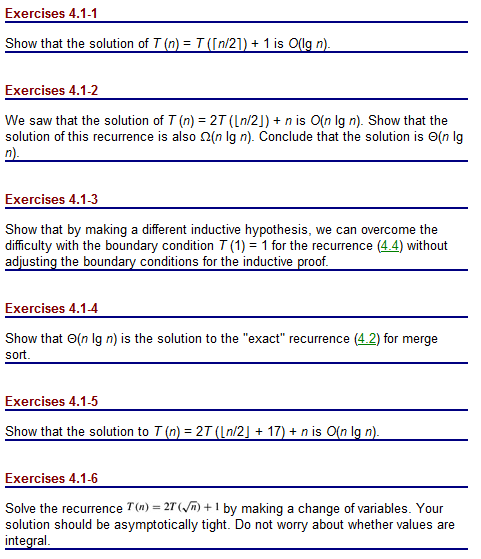 Exercises 4.1-1
Show that the solution of T (n) = T (⌈n/2⌉) + 1 is O(lg n).
Exercises 4.1-2
We saw that the solution of T (n) = 2T (⌊n/2⌋) + n is O(n lg n). Show that the
solution of this recurrence is also Ω(n lg n). Conclude that the solution is Θ(n lg
n).
Exercises 4.1-3
Show that by making a different inductive hypothesis, we can overcome the
difficulty with the boundary condition T (1) = 1 for the recurrence (4.4) without
adjusting the boundary conditions for the inductive proof.
Exercises 4.1-4
Show that Θ(n lg n) is the solution to the "exact" recurrence (4.2) for merge
sort.
Exercises 4.1-5
Show that the solution to T (n) = 2T (⌊n/2⌋ + 17) + n is O(n lg n).
Exercises 4.1-6
Solve the recurrence T(n) = 2T(√n) + 1 by making a change of variables. Your
solution should be asymptotically tight. Do not worry about whether values are
integral.